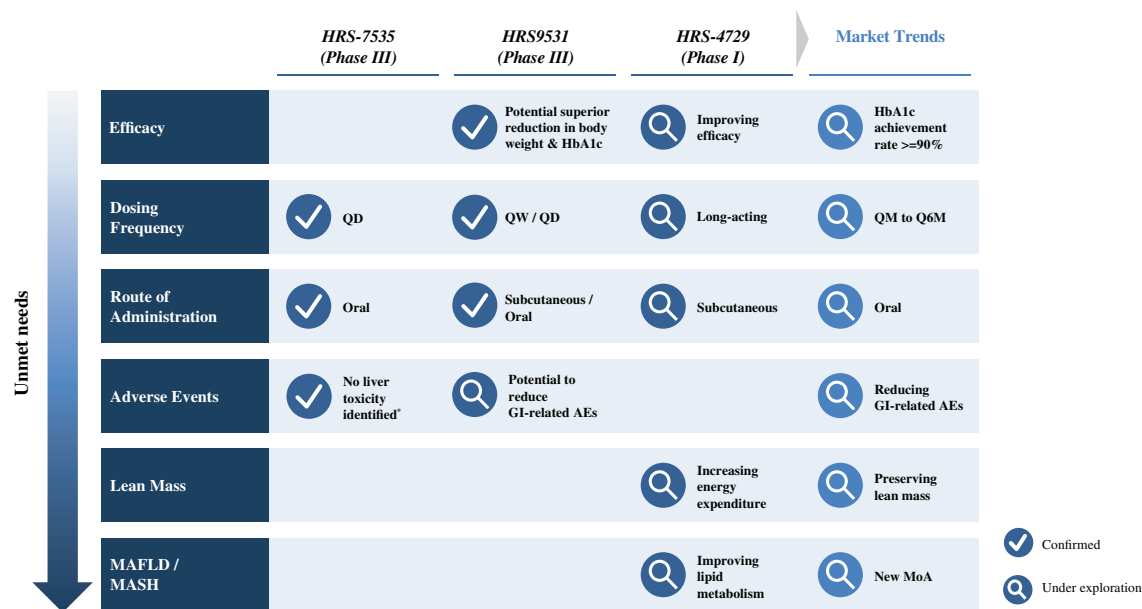 HRS-7535
(Phase III)
HRS9531
(Phase III)
HRS-4729
(Phase I)
Market Trends
Unmet needs
Efficacy
Potential superior
reduction in body
weight & HbA1c
Improving
efficacy
HbA1c
achievement
rate >=90%
Dosing
Frequency
QD
QW / QD
Long-acting
QM to Q6M
Route of
Administration
Oral
Subcutaneous /
Oral
Subcutaneous
Oral
Adverse Events
No liver
toxicity
identified*
Potential to
reduce
GI-related AEs
Reducing
GI-related AEs
Lean Mass
Increasing
energy
expenditure
Preserving
lean mass
MAFLD /
MASH
Improving
lipid
metabolism
New MoA
Confirmed
Under exploration